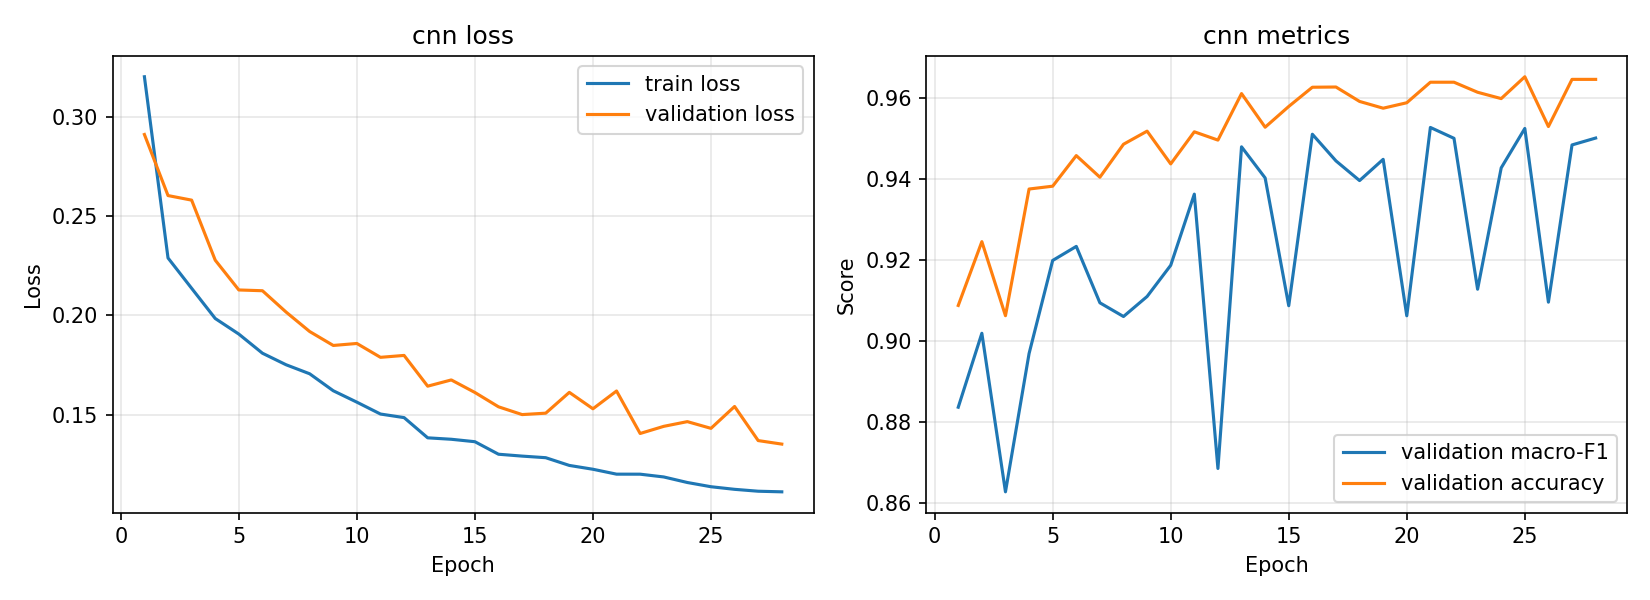 cnn loss
train loss
validation loss
0.30
0.25
0.20
0.15
Loss
0 5 10 15 20 25
Epoch
cnn metrics
0.96
0.94
0.92
0.90
0.88
0.86
Score
validation macro-F1
validation accuracy
0 5 10 15 20 25
Epoch